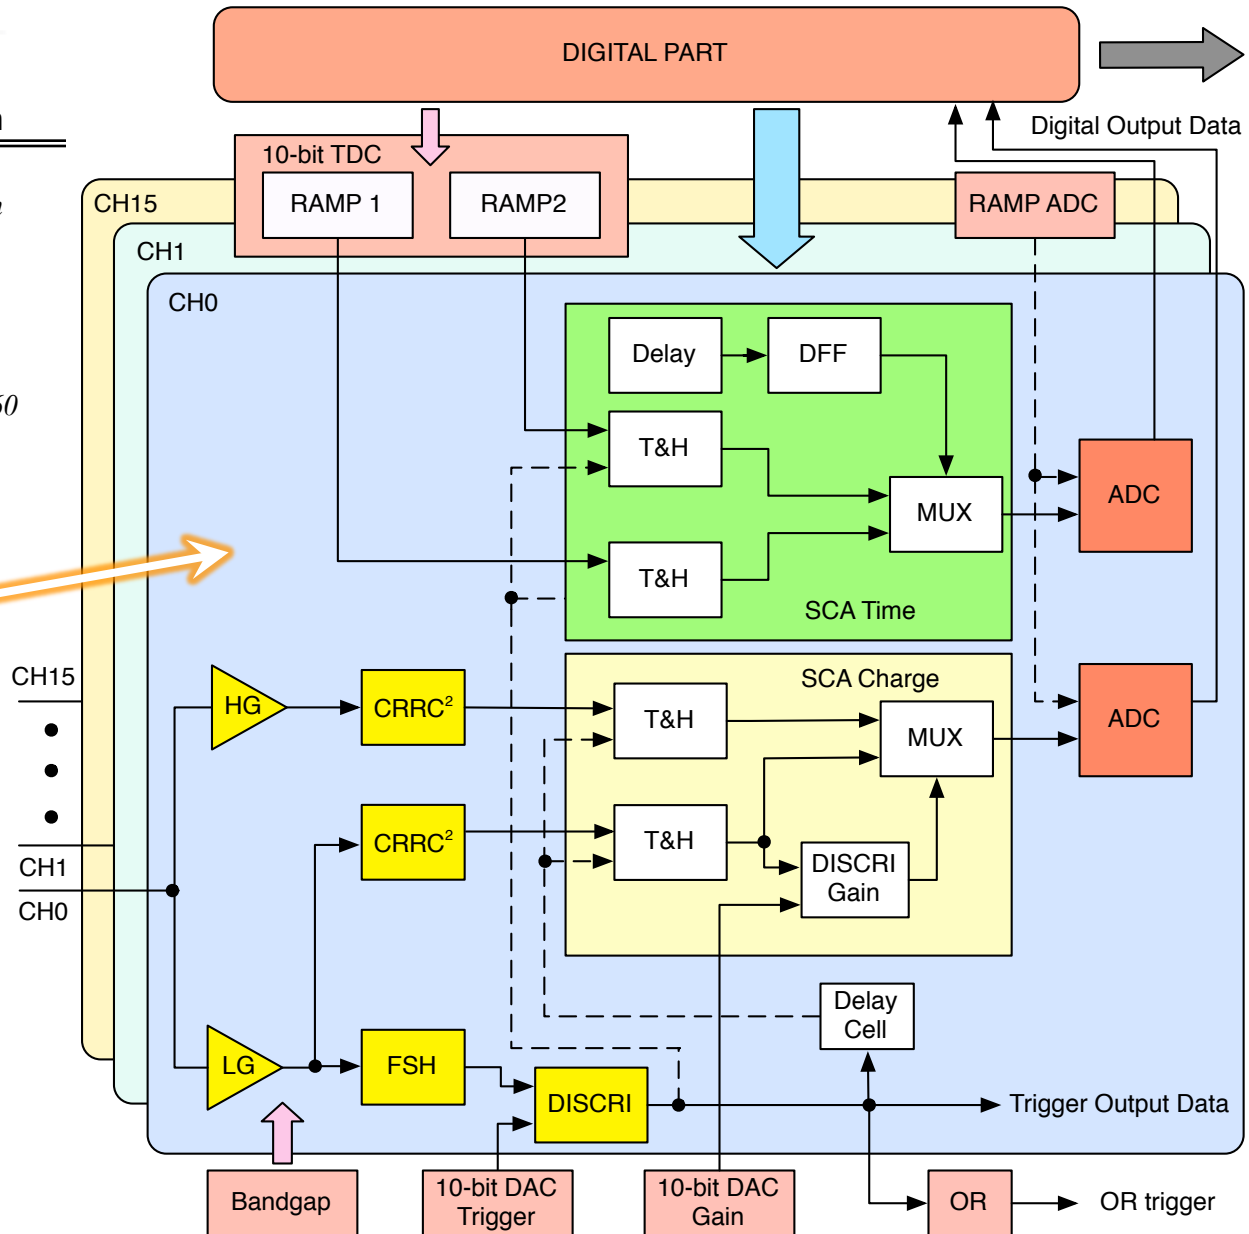 DIGITAL PART
n
Digital Output Data
10-bit TDC
RAMP 1
RAMP2
RAMP ADC
CH15
CH1
CH0
Delay
DFF
60
T&H
MUX
ADC
T&H
SCA Time
CH15
HG
CRRC²
SCA Charge
T&H
MUX
ADC
CRRC²
T&H
DISCRI
Gain
CH1
CH0
Delay
Cell
LG
FSH
DISCRI
Trigger Output Data
Bandgap
10-bit DAC
Trigger
10-bit DAC
Gain
OR
OR trigger